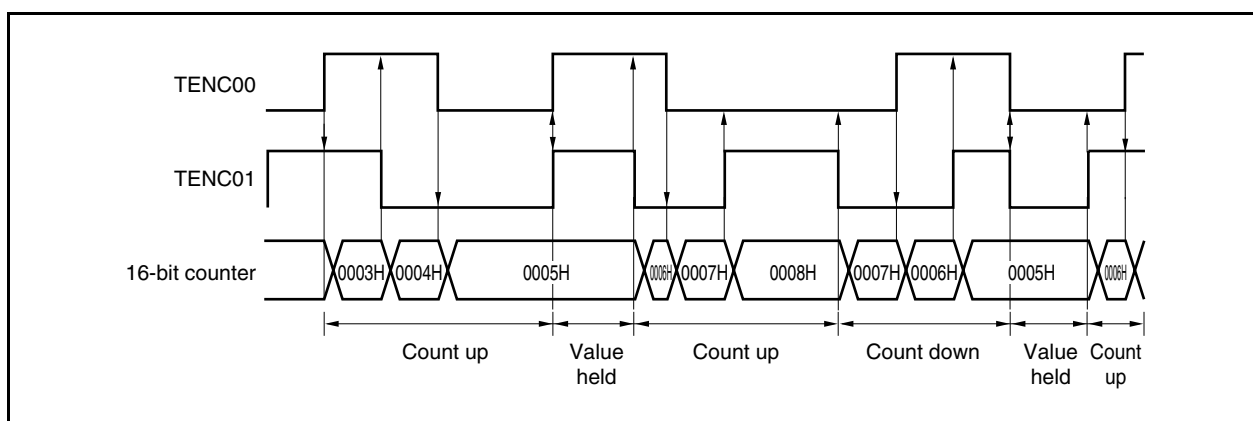 TENC00
TENC01
16-bit counter
0003H 0004H 0005H 0006H 0007H 0008H 0007H 0006H 0005H 0006H
Count up Value held Count up Count down Value held Count up